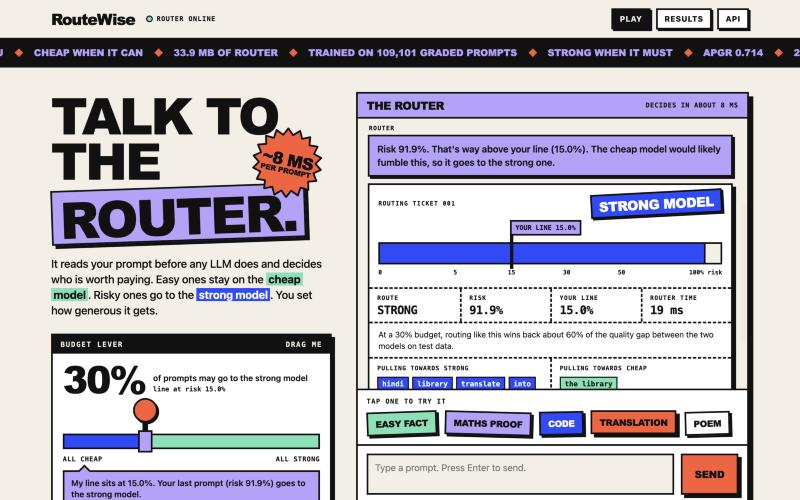 RouteWise
ROUTER ONLINE
PLAY
RESULTS
API
CHEAP WHEN IT CAN ◆ 33.9 MB OF ROUTER ◆ TRAINED ON 109,101 GRADED PROMPTS ◆ STRONG WHEN IT MUST ◆ APGR 0.714 ◆
TALK TO
THE
ROUTER.
~8 MS
PER PROMPT
It reads your prompt before any LLM does and decides
who is worth paying. Easy ones stay on the cheap
model. Risky ones go to the strong model. You set
how generous it gets.
BUDGET LEVER
DRAG ME
30%
of prompts may go to the strong model
line at risk 15.0%
ALL CHEAP
ALL STRONG
My line sits at 15.0%. Your last prompt (risk 91.9%) goes to
the strong model.
THE ROUTER
DECIDES IN ABOUT 8 MS
ROUTER
Risk 91.9%. That's way above your line (15.0%). The cheap model would likely
fumble this, so it goes to the strong one.
ROUTING TICKET 001
STRONG MODEL
YOUR LINE 15.0%
0 5 15 30 50 100% risk
ROUTE
STRONG
RISK
91.9%
YOUR LINE
15.0%
ROUTER TIME
19 ms
At a 30% budget, routing like this wins back about 60% of the quality gap between the two
models on test data.
PULLING TOWARDS STRONG
hindi library translate into
PULLING TOWARDS CHEAP
the library
TAP ONE TO TRY IT
EASY FACT
MATHS PROOF
CODE
TRANSLATION
POEM
Type a prompt. Press Enter to send.
SEND